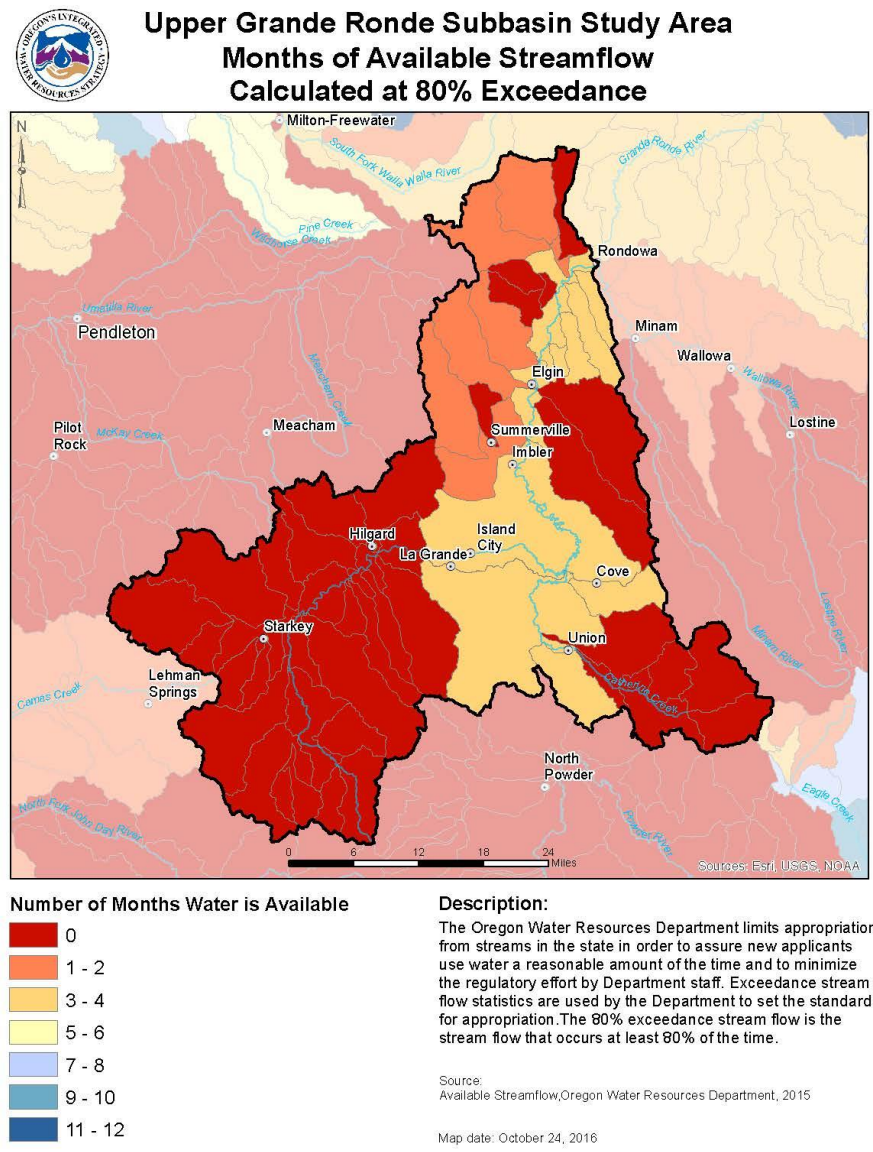 OREGON'S INTEGRATED
WATER RESOURCES STRATEGY
Upper Grande Ronde Subbasin Study Area
Months of Available Streamflow
Calculated at 80% Exceedance
N
Milton-Freewater
South Fork Walla Walla River
Grande Ronde River
Pine Creek
Wildhorse Creek
Rondowa
Umatilla River
Pendleton
Minam
Wallowa
Meacham Creek
Elgin
Wallowa River
Pilot
Rock
McKay Creek
Meacham
Summerville
Lostine
Imbler
Hilgard
Island
City
La Grande
Cove
Starkey
Union
Lostine River
Minam River
Lehman
Springs
Camas Creek
Catherine Creek
North
Powder
North Fork John Day River
Powder River
Eagle Creek
0 6 12 18 24
Miles
Sources: Esri, USGS, NOAA
Number of Months Water is Available
0
1 - 2
3 - 4
5 - 6
7 - 8
9 - 10
11 - 12
Description:
The Oregon Water Resources Department limits appropriation
from streams in the state in order to assure new applicants
use water a reasonable amount of the time and to minimize
the regulatory effort by Department staff. Exceedance stream
flow statistics are used by the Department to set the standard
for appropriation.The 80% exceedance stream flow is the
stream flow that occurs at least 80% of the time.
Source:
Available Streamflow,Oregon Water Resources Department, 2015
Map date: October 24, 2016